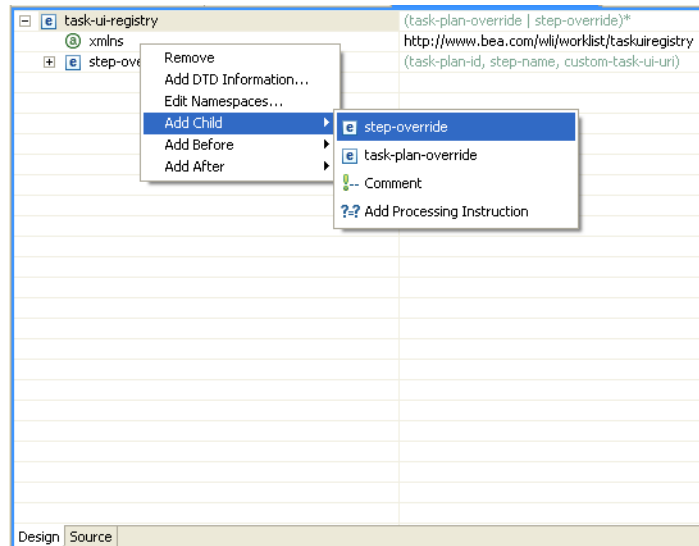 task-ui-registry (task-plan-override | step-override)*
xmlns http://www.bea.com/wli/worklist/taskuiregistry
step-ove (task-plan-id, step-name, custom-task-ui-uri)
Remove
Add DTD Information...
Edit Namespaces...
Add Child
Add Before
Add After
step-override
task-plan-override
Comment
Add Processing Instruction
Design Source